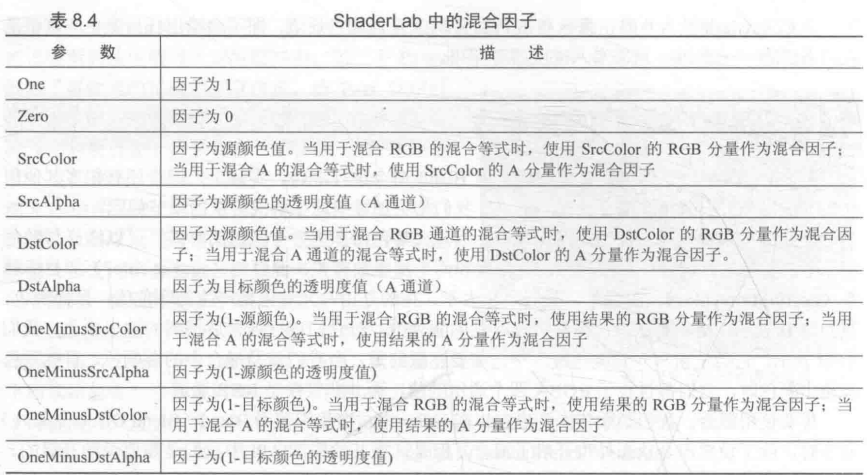 表 8.4 ShaderLab 中的混合因子
参 数 描 述
One 因子为 1
Zero 因子为 0
SrcColor 因子为源颜色值。当用于混合 RGB 的混合等式时，使用 SrcColor 的 RGB 分量作为混合因子；
当用于混合 A 的混合等式时，使用 SrcColor 的 A 分量作为混合因子
SrcAlpha 因子为源颜色的透明度值（A 通道）
DstColor 因子为源颜色值。当用于混合 RGB 通道的混合等式时，使用 DstColor 的 RGB 分量作为混合因
子；当用于混合 A 通道的混合等式时，使用 DstColor 的 A 分量作为混合因子。
DstAlpha 因子为目标颜色的透明度值（A 通道）
OneMinusSrcColor 因子为(1-源颜色)。当用于混合 RGB 的混合等式时，使用结果的 RGB 分量作为混合因子；当用
于混合 A 的混合等式时，使用结果的 A 分量作为混合因子
OneMinusSrcAlpha 因子为(1-源颜色的透明度值)
OneMinusDstColor 因子为(1-目标颜色)。当用于混合 RGB 的混合等式时，使用结果的 RGB 分量作为混合因子；当
用于混合 A 的混合等式时，使用结果的 A 分量作为混合因子
OneMinusDstAlpha 因子为(1-目标颜色的透明度值)